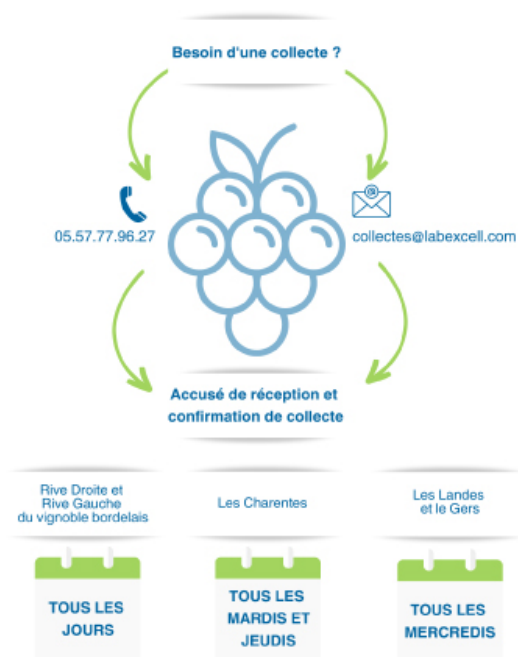 Besoin d'une collecte ?
05.57.77.96.27
collectes@labexcell.com
Accusé de réception et
confirmation de collecte
Rive Droite et
Rive Gauche
du vignoble bordelais
Les Charentes
Les Landes
et le Gers
TOUS LES
JOURS
TOUS LES
MARDIS ET
JEUDIS
TOUS LES
MERCREDIS